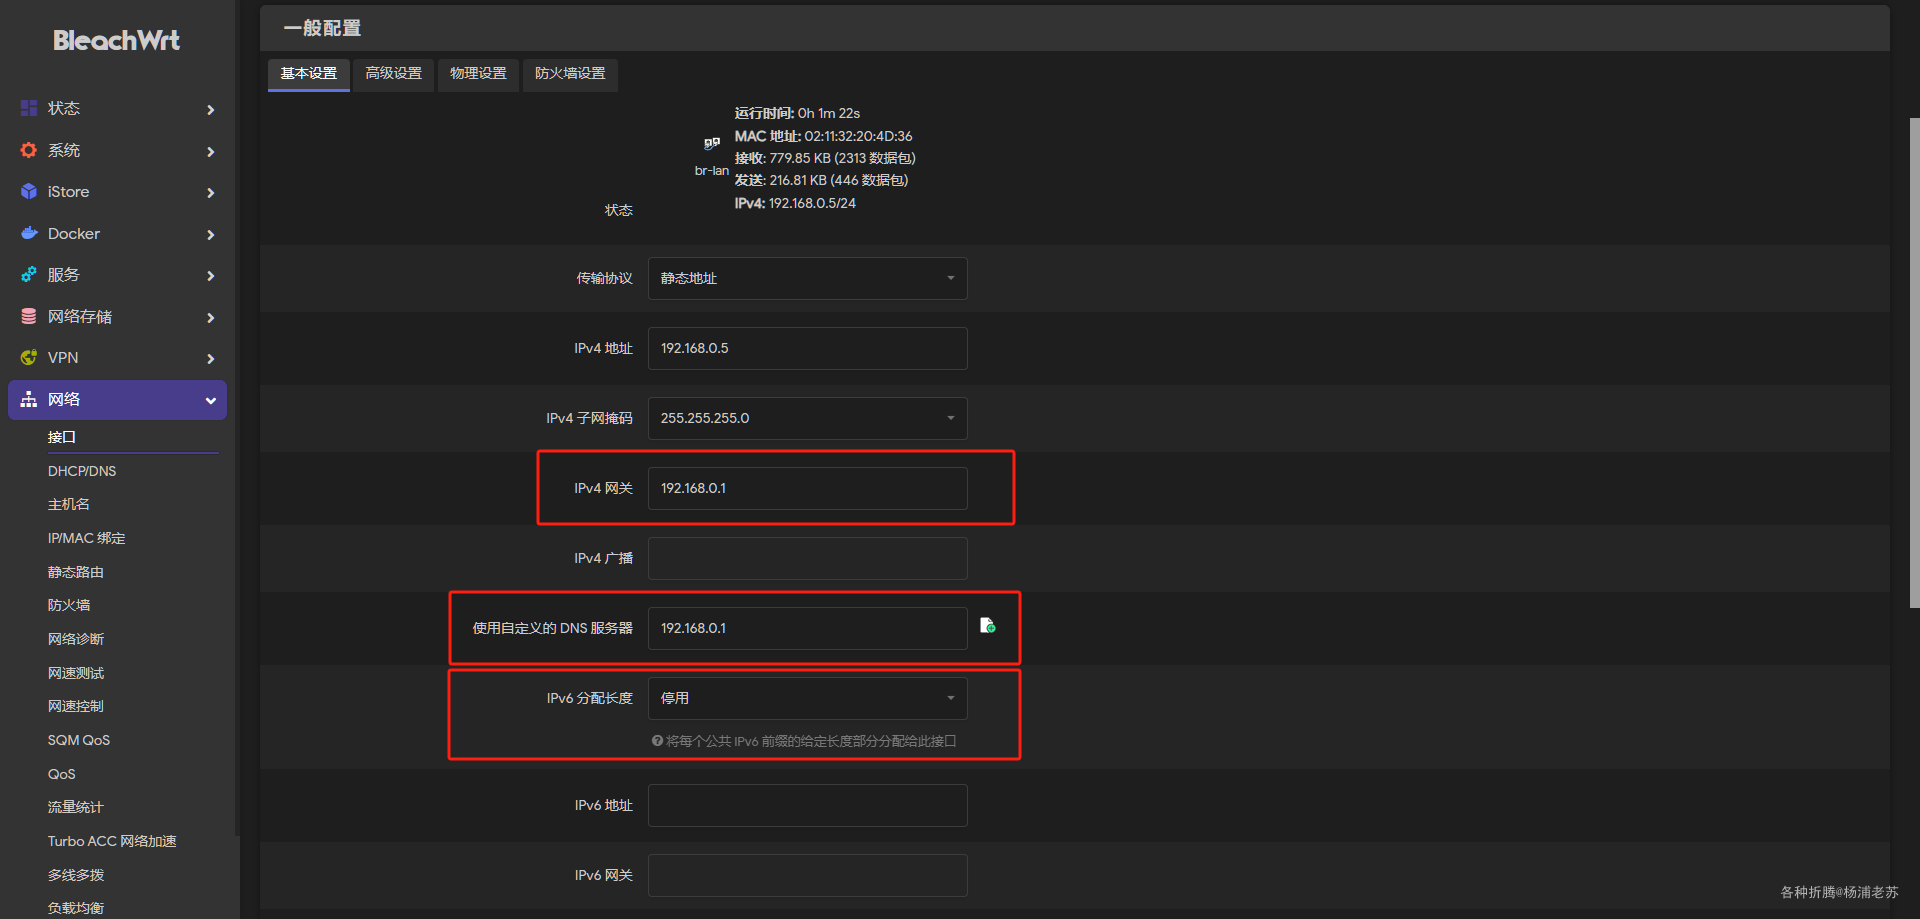 BleachWrt
状态
系统
iStore
Docker
服务
网络存储
VPN
网络
接口
DHCP/DNS
主机名
IP/MAC 绑定
静态路由
防火墙
网络诊断
网速测试
网速控制
SQM QoS
QoS
流量统计
Turbo ACC 网络加速
多线多拨
负载均衡
一般配置
基本设置 高级设置 物理设置 防火墙设置
状态
br-lan
运行时间: 0h 1m 22s
MAC 地址: 02:11:32:20:4D:36
接收: 779.85 KB (2313 数据包)
发送: 216.81 KB (446 数据包)
IPv4: 192.168.0.5/24
传输协议 静态地址
IPv4 地址 192.168.0.5
IPv4 子网掩码 255.255.255.0
IPv4 网关 192.168.0.1
IPv4 广播
使用自定义的 DNS 服务器 192.168.0.1
IPv6 分配长度 停用
将每个公共 IPv6 前缀的给定长度部分分配给此接口
IPv6 地址
IPv6 网关
各种折腾@杨浦老苏